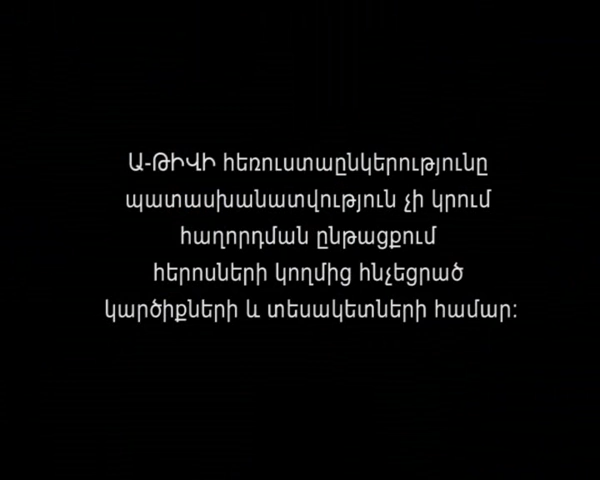 Ա-ԹԻՎԻ հեռուստաընկերությունը
պատասխանատվություն չի կրում
հաղորդման ընթացքում
հերոսների կողմից հնչեցրած
կարծիքների և տեսակետների համար: